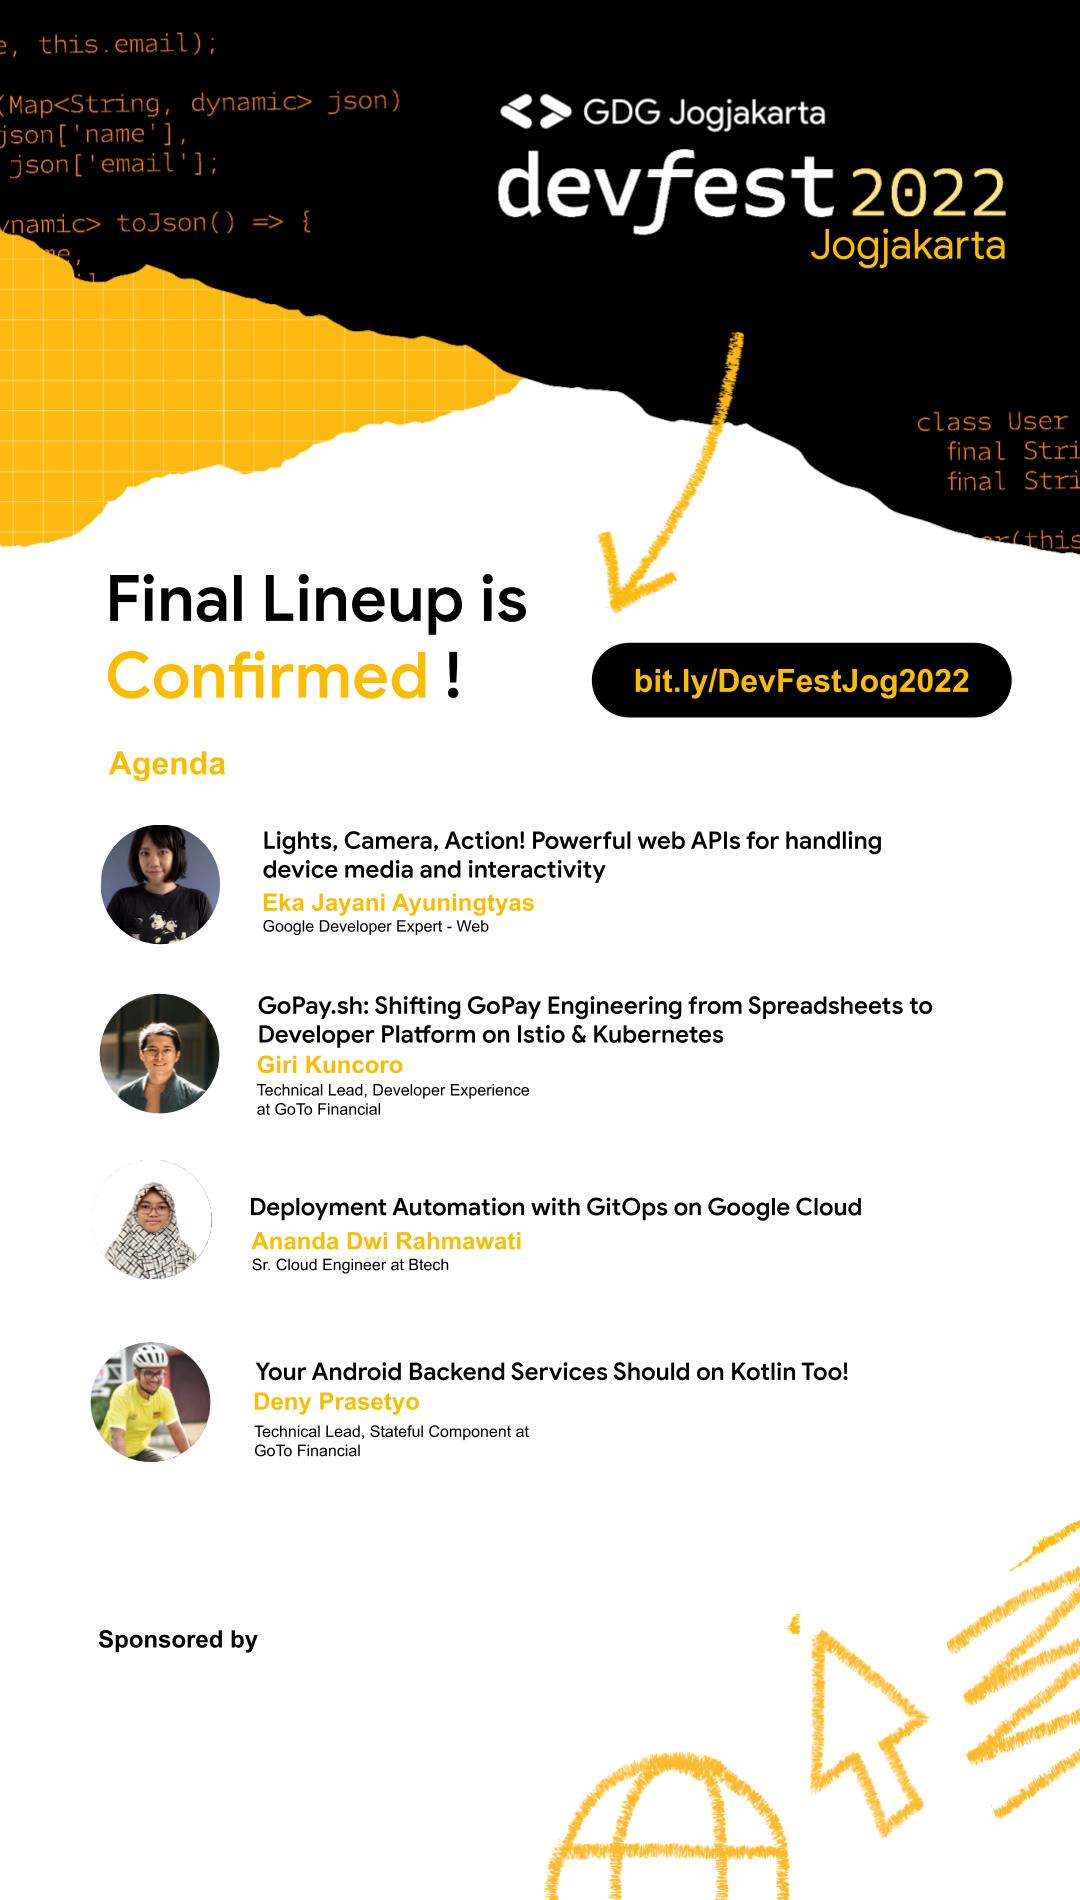 e, this.email);
(Map<String, dynamic> json)
json['name'],
json['email'];
ynamic> toJson() => {
me,
GDG Jogjakarta
devfest 2022
Jogjakarta
class User
final Stri
final Stri
er(this
Final Lineup is
Confirmed !
bit.ly/DevFestJog2022
Agenda
Lights, Camera, Action! Powerful web APIs for handling
device media and interactivity
Eka Jayani Ayuningtyas
Google Developer Expert - Web
GoPay.sh: Shifting GoPay Engineering from Spreadsheets to
Developer Platform on Istio & Kubernetes
Giri Kuncoro
Technical Lead, Developer Experience
at GoTo Financial
Deployment Automation with GitOps on Google Cloud
Ananda Dwi Rahmawati
Sr. Cloud Engineer at Btech
Your Android Backend Services Should on Kotlin Too!
Deny Prasetyo
Technical Lead, Stateful Component at
GoTo Financial
Sponsored by